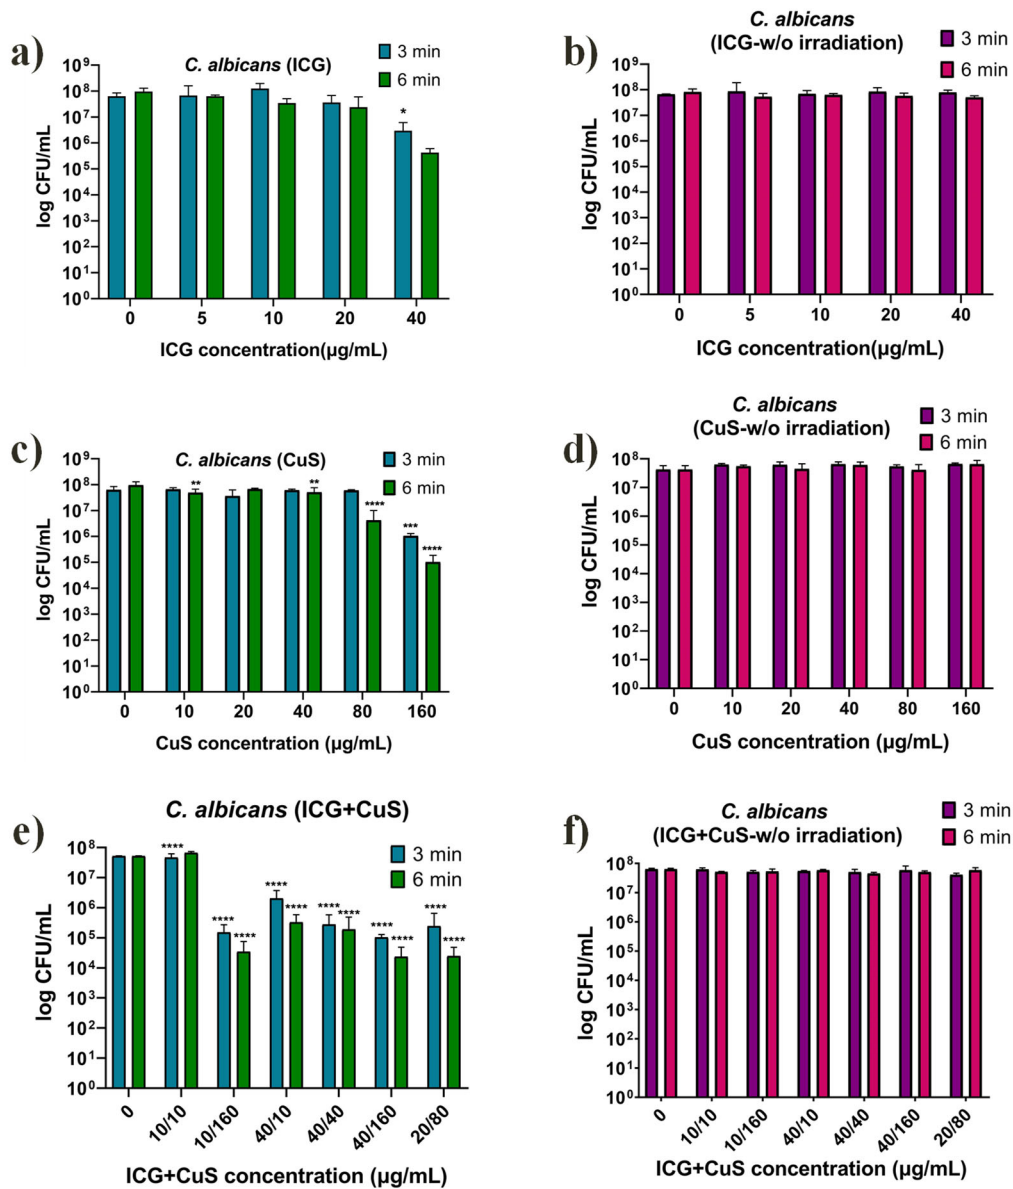 a)
C. albicans (ICG)
3 min
6 min
log CFU/mL
10⁹
10⁸
10⁷
10⁶
10⁵
10⁴
10³
10²
10¹
10⁰
*
0 5 10 20 40
ICG concentration(µg/mL)
b)
C. albicans
(ICG-w/o irradiation)
3 min
6 min
log CFU/mL
10⁹
10⁸
10⁷
10⁶
10⁵
10⁴
10³
10²
10¹
10⁰
0 5 10 20 40
ICG concentration(µg/mL)
c)
C. albicans (CuS)
3 min
6 min
log CFU/mL
10⁹
10⁸
10⁷
10⁶
10⁵
10⁴
10³
10²
10¹
10⁰
** ** **** *** ****
0 10 20 40 80 160
CuS concentration (µg/mL)
d)
C. albicans
(CuS-w/o irradiation)
3 min
6 min
log CFU/mL
10⁸
10⁷
10⁶
10⁵
10⁴
10³
10²
10¹
10⁰
0 10 20 40 80 160
CuS concentration (µg/mL)
e)
C. albicans (ICG+CuS)
3 min
6 min
log CFU/mL
10⁸
10⁷
10⁶
10⁵
10⁴
10³
10²
10¹
10⁰
**** **** **** **** **** **** **** **** **** **** ****
0 10/10 10/160 40/10 40/40 40/160 20/80
ICG+CuS concentration (µg/mL)
f)
C. albicans
(ICG+CuS-w/o irradiation)
3 min
6 min
log CFU/mL
10⁸
10⁷
10⁶
10⁵
10⁴
10³
10²
10¹
10⁰
0 10/10 10/160 40/10 40/40 40/160 20/80
ICG+CuS concentration (µg/mL)